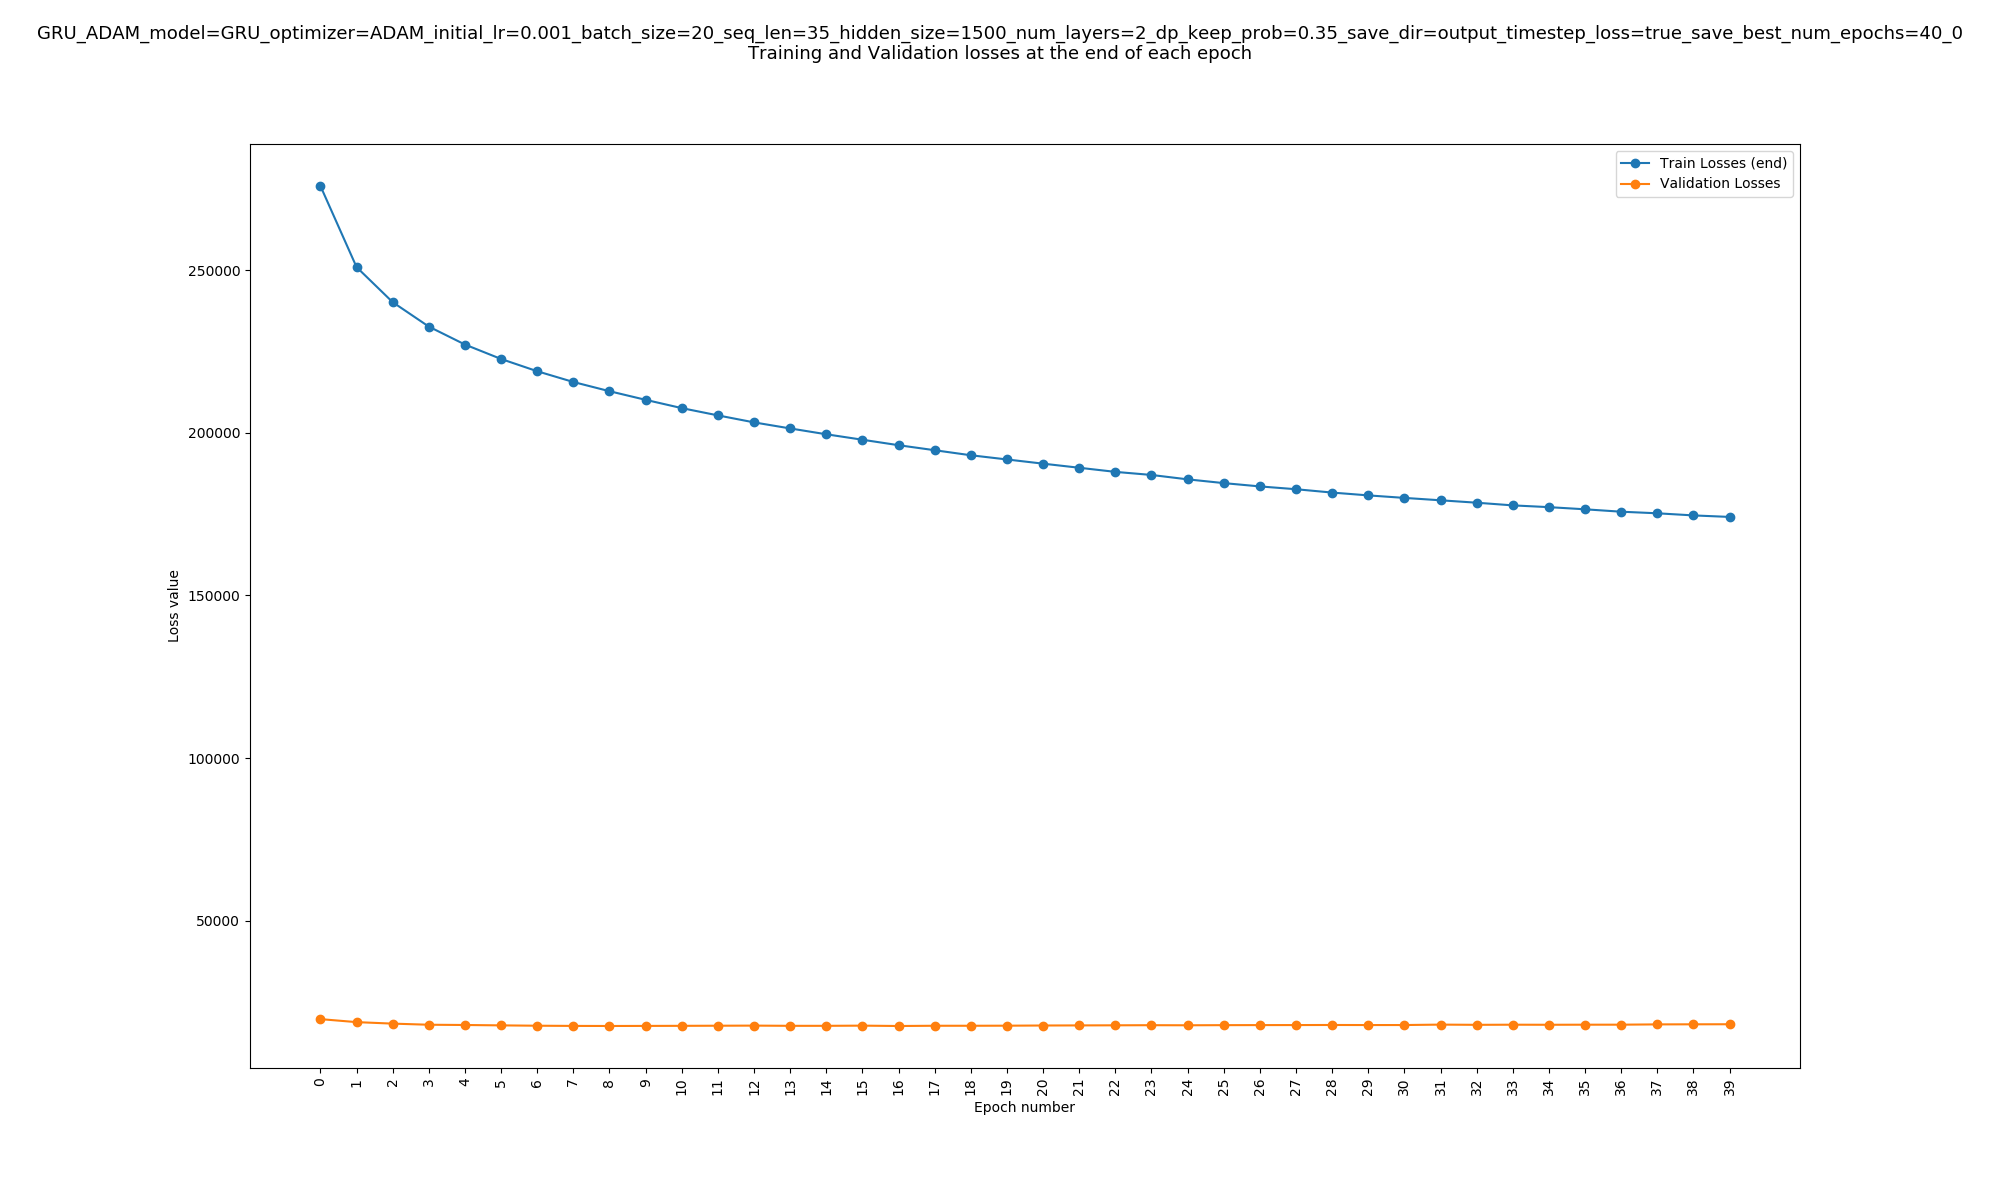 GRU_ADAM_model=GRU_optimizer=ADAM_initial_lr=0.001_batch_size=20_seq_len=35_hidden_size=1500_num_layers=2_dp_keep_prob=0.35_save_dir=output_timestep_loss=true_save_best_num_epochs=40_0
Training and Validation losses at the end of each epoch
Train Losses (end)
Validation Losses
250000
200000
150000
100000
50000
Loss value
0 1 2 3 4 5 6 7 8 9 10 11 12 13 14 15 16 17 18 19 20 21 22 23 24 25 26 27 28 29 30 31 32 33 34 35 36 37 38 39
Epoch number